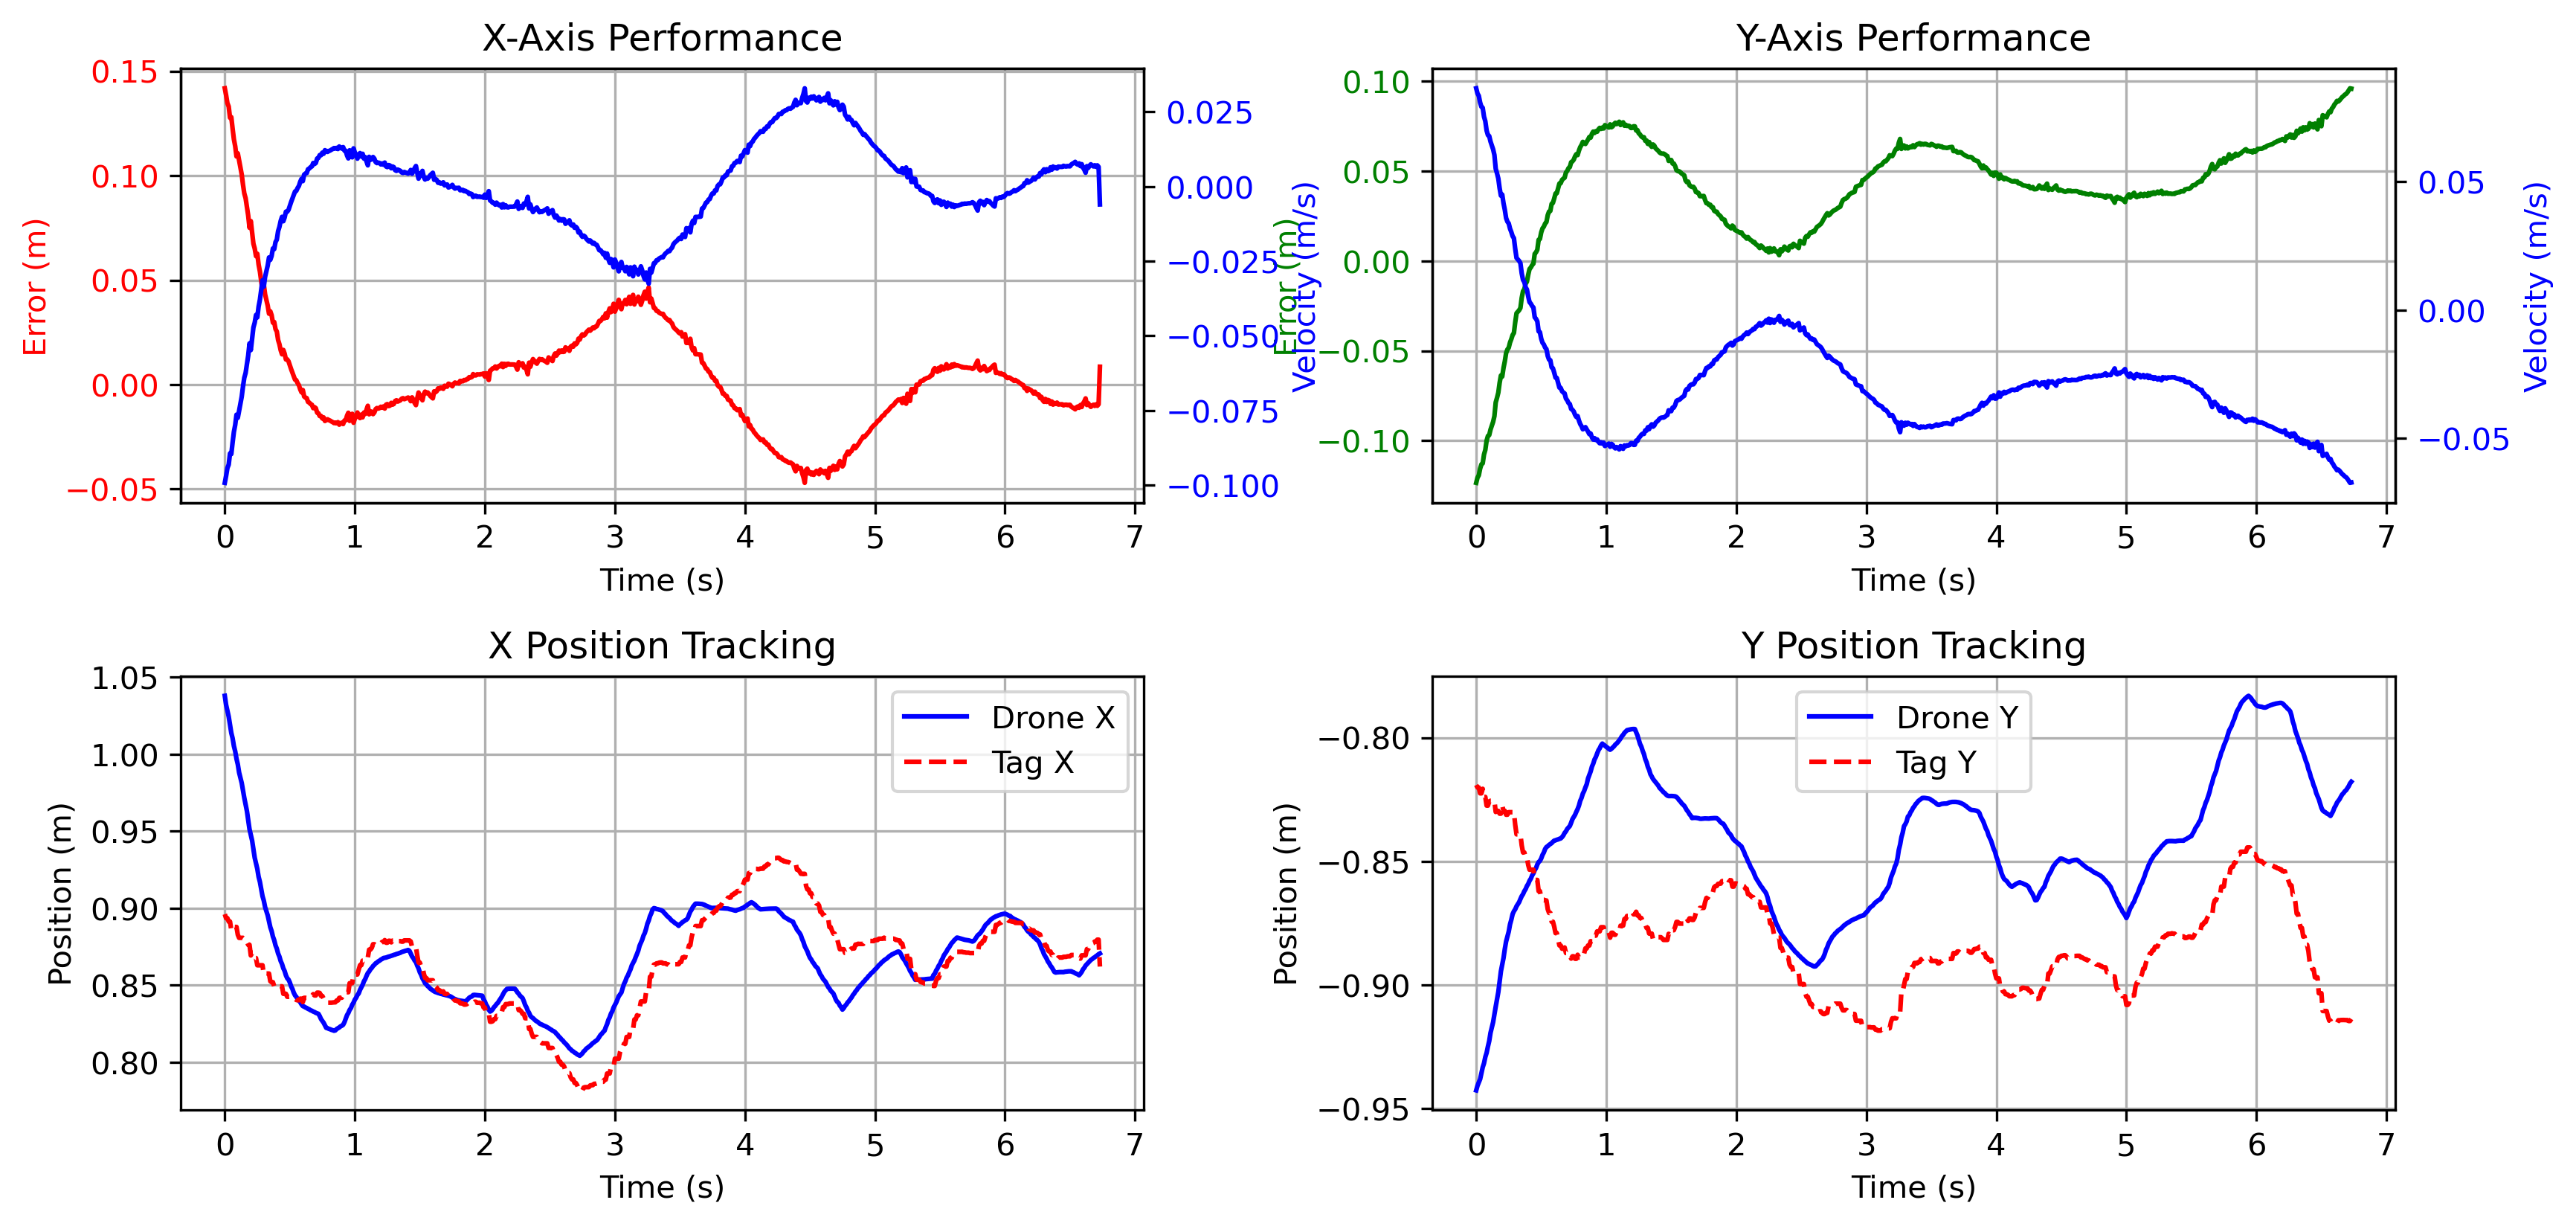 X-Axis Performance
Y-Axis Performance
0.15
0.10
0.05
0.00
−0.05
Error (m)
0.025
0.000
−0.025
−0.050
−0.075
−0.100
Velocity (m/s)
0 1 2 3 4 5 6 7
Time (s)
0.10
0.05
0.00
−0.05
−0.10
Error (m)
0.05
0.00
−0.05
Velocity (m/s)
0 1 2 3 4 5 6 7
Time (s)
X Position Tracking
Y Position Tracking
1.05
1.00
0.95
0.90
0.85
0.80
Position (m)
Drone X
Tag X
0 1 2 3 4 5 6 7
Time (s)
−0.80
−0.85
−0.90
−0.95
Position (m)
Drone Y
Tag Y
0 1 2 3 4 5 6 7
Time (s)